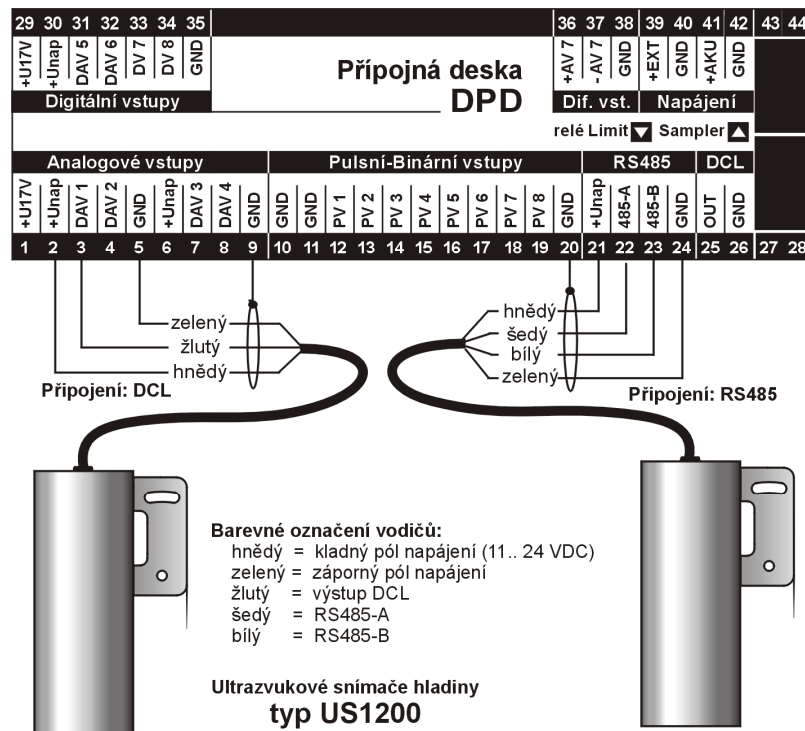 29 30 31 32 33 34 35 36 37 38 39 40 41 42 43 44
+U17V +Unap DAV 5 DAV 6 DV 7 DV 8 GND +AV 7 - AV 7 GND +EXT GND +AKU GND
Přípojná deska
DPD
Digitální vstupy Dif. vst. Napájení
relé Limit Sampler
Analogové vstupy Pulsní-Binární vstupy RS485 DCL
+U17V +Unap DAV 1 DAV 2 GND +Unap DAV 3 DAV 4 GND GND GND PV 1 PV 2 PV 3 PV 4 PV 5 PV 6 PV 7 PV 8 GND +Unap 485-A 485-B GND OUT GND
1 2 3 4 5 6 7 8 9 10 11 12 13 14 15 16 17 18 19 20 21 22 23 24 25 26 27 28
zelený
žlutý
hnědý
Připojení: DCL
hnědý
šedý
bílý
zelený
Připojení: RS485
Barevné označení vodičů:
hnědý = kladný pól napájení (11.. 24 VDC)
zelený = záporný pól napájení
žlutý = výstup DCL
šedý = RS485-A
bílý = RS485-B
Ultrazvukové snímače hladiny
typ US1200